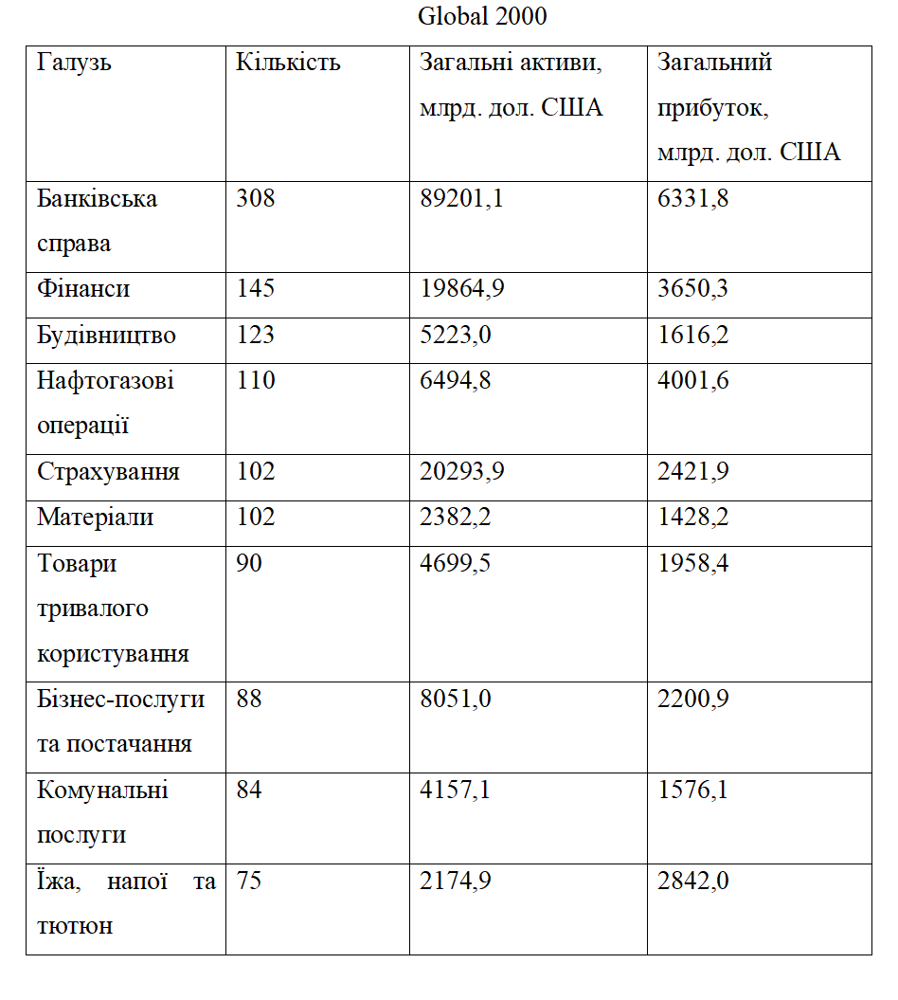 Global 2000
Галузь Кількість Загальні активи, Загальний
млрд. дол. США прибуток,
млрд. дол. США
Банківська 308 89201,1 6331,8
справа
Фінанси 145 19864,9 3650,3
Будівництво 123 5223,0 1616,2
Нафтогазові 110 6494,8 4001,6
операції
Страхування 102 20293,9 2421,9
Матеріали 102 2382,2 1428,2
Товари 90 4699,5 1958,4
тривалого
користування
Бізнес-послуги 88 8051,0 2200,9
та постачання
Комунальні 84 4157,1 1576,1
послуги
Їжа, напої та 75 2174,9 2842,0
тютюн